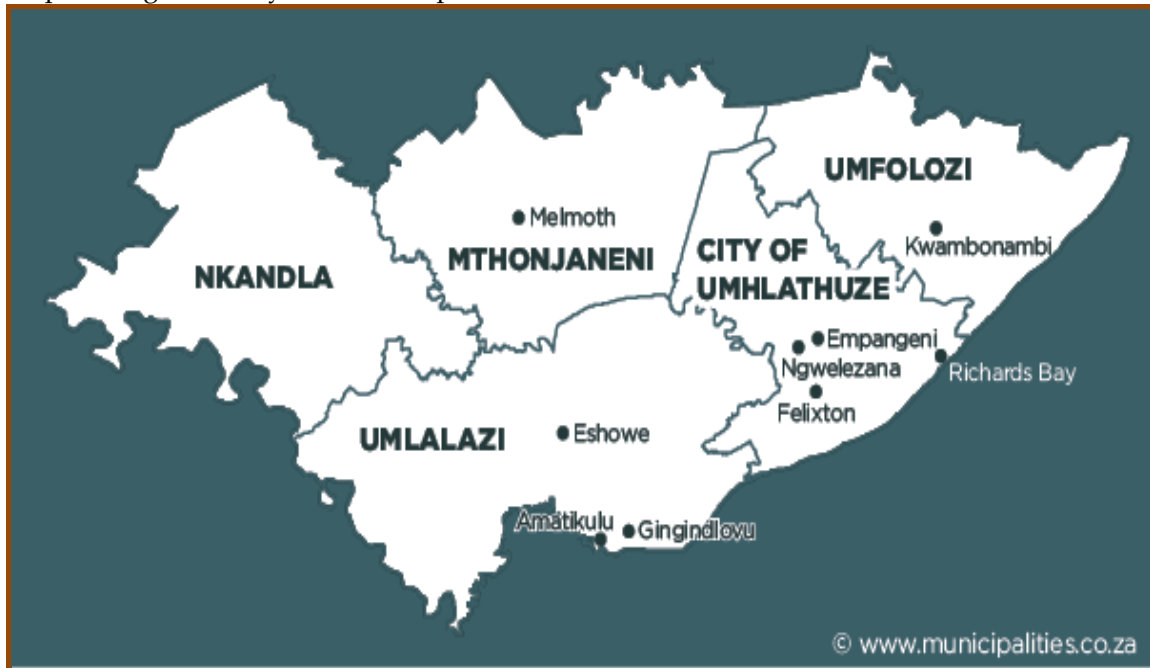 UMFOLOZI
Melmoth
Kwambonambi
MTHONJANENI
CITY OF
UMHLATHUZE
NKANDLA
Empangeni
Ngwelezana
Richards Bay
Felixton
UMLALAZI
Eshowe
Amatikulu
Gingindlovu
© www.municipalities.co.za